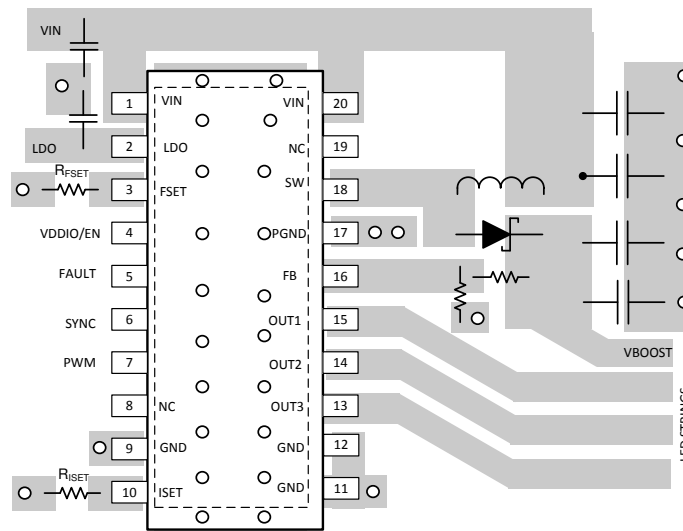 VIN
1 VIN VIN 20
LDO 2 LDO NC 19
RFSET 3 FSET SW 18
VDDIO/EN 4 PGND 17
FAULT 5 FB 16
SYNC 6 OUT1 15
PWM 7 OUT2 14
8 NC OUT3 13
9 GND GND 12
RISET 10 ISET GND 11
VBOOST
LED STRINGS